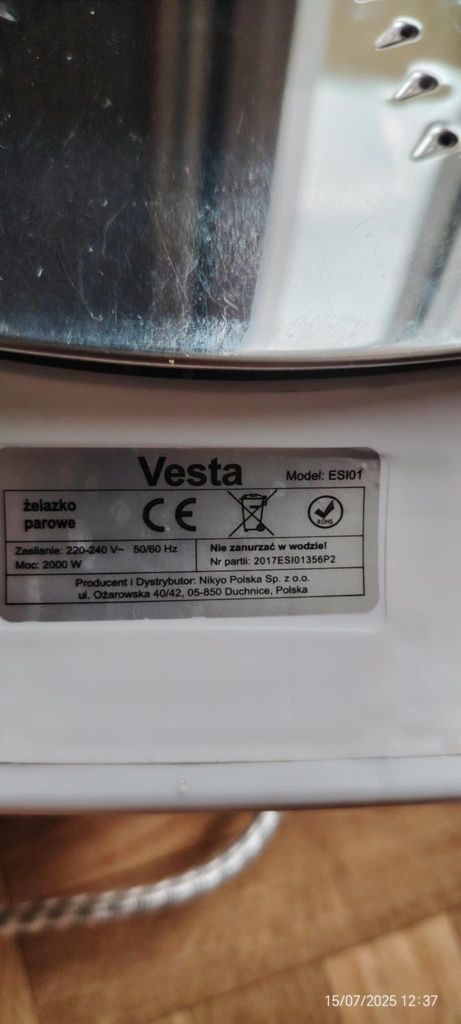 Vesta Model: ESI01
żelazko
parowe
CE
ROHS
Zasilanie: 220-240 V~ 50/60 Hz
Moc: 2000 W
Nie zanurzać w wodzie!
Nr partii: 2017ESI01356P2
Producent i Dystrybutor: Nikyo Polska Sp. z o.o.
ul. Ożarowska 40/42, 05-850 Duchnice, Polska
15/07/2025 12:37